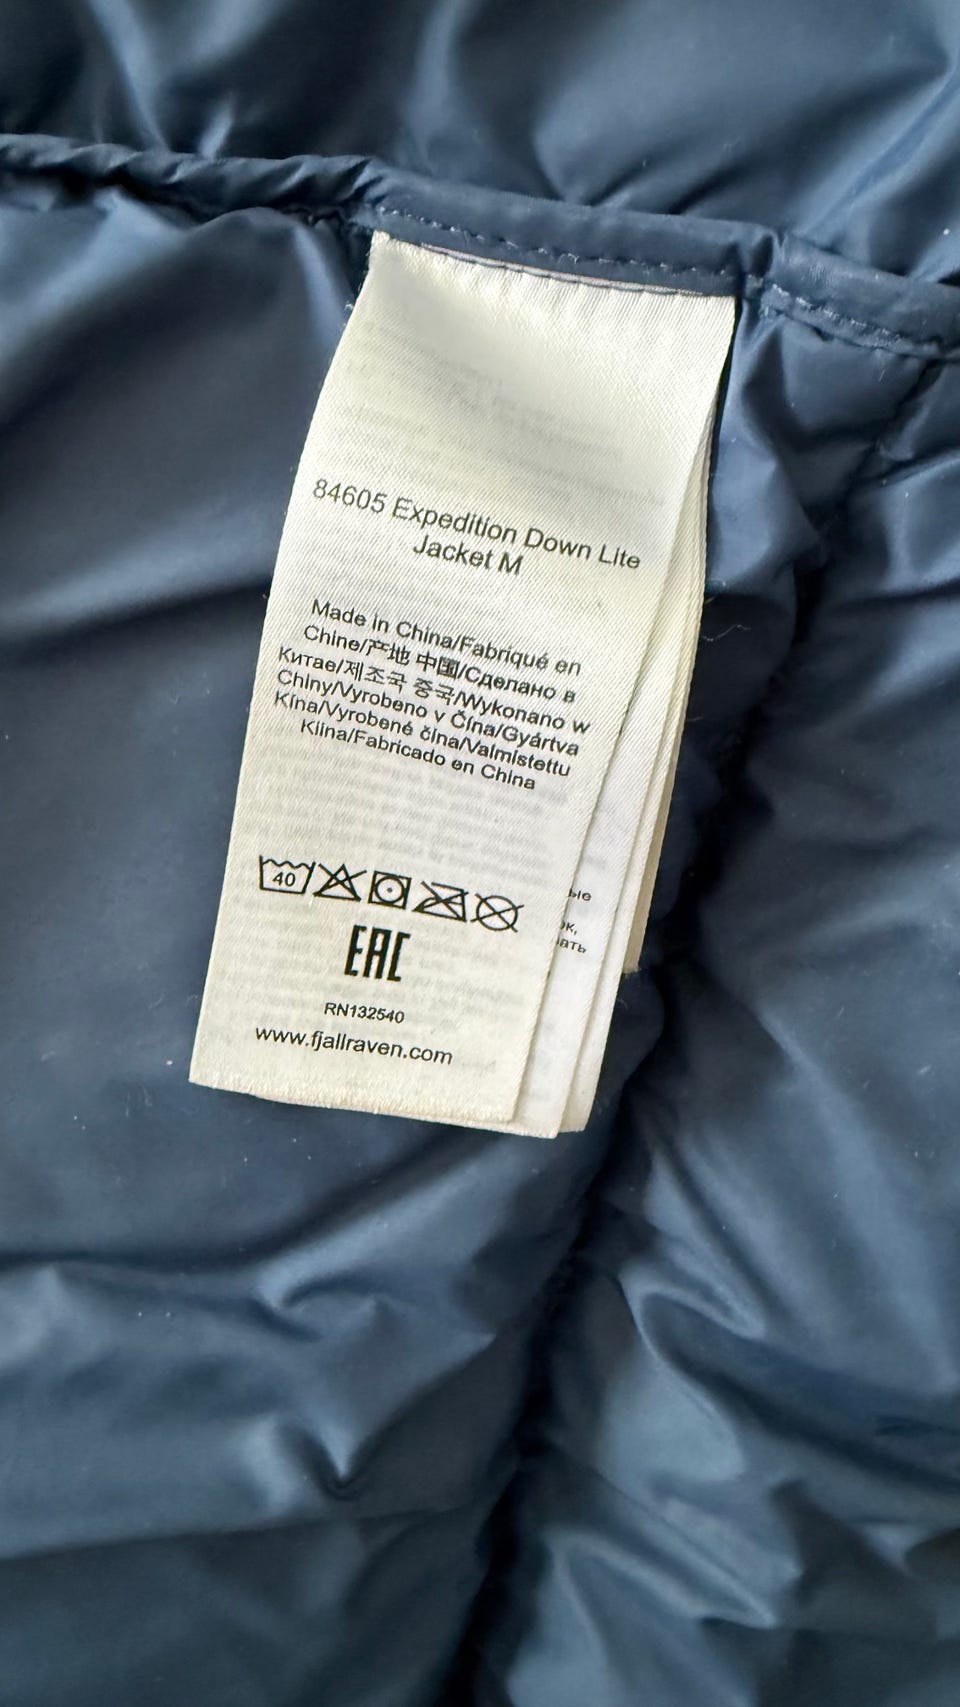 84605 Expedition Down Lite
Jacket M
Made in China/Fabriqué en
Chine/产地 中国/Сделано в
Китае/제조국 중국/Wykonano w
Chiny/Vyrobeno v Čína/Gyártva
Kína/Vyrobené čína/Valmistettu
Kiina/Fabricado en China
40
EAC
RN132540
www.fjallraven.com